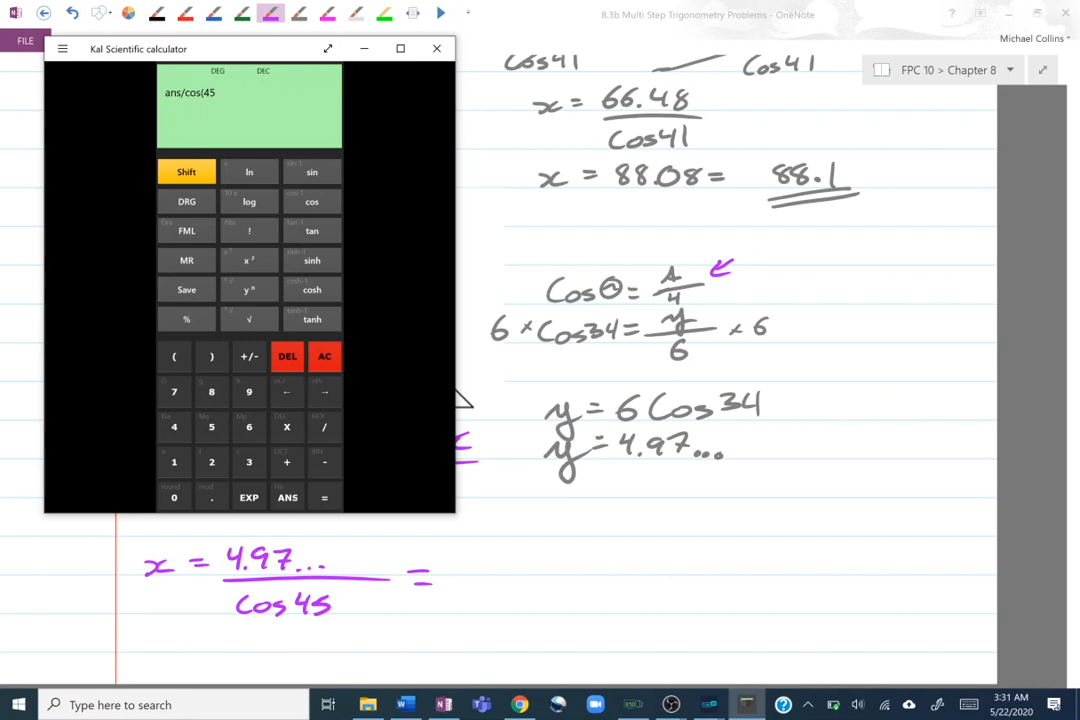 8.3b Multi Step Trigonometry Problems - OneNote
Michael Collins
FILE
FPC 10 > Chapter 8
Kal Scientific calculator
DEG DEC
ans/cos(45
Shift ln sin
DRG log cos
FML ! tan
MR x² sinh
Save yⁿ cosh
% √ tanh
( ) +/- DEL AC
7 8 9 ← →
4 5 6 X /
1 2 3 + -
0 . EXP ANS =
Cos41 Cos41
x = 66.48
Cos41
x = 88.08 = 88.1
Cosθ = A
H
6 × Cos34 = y × 6
6
y = 6 Cos 34
y = 4.97...
x = 4.97... =
Cos 45
Type here to search
3:31 AM
5/22/2020